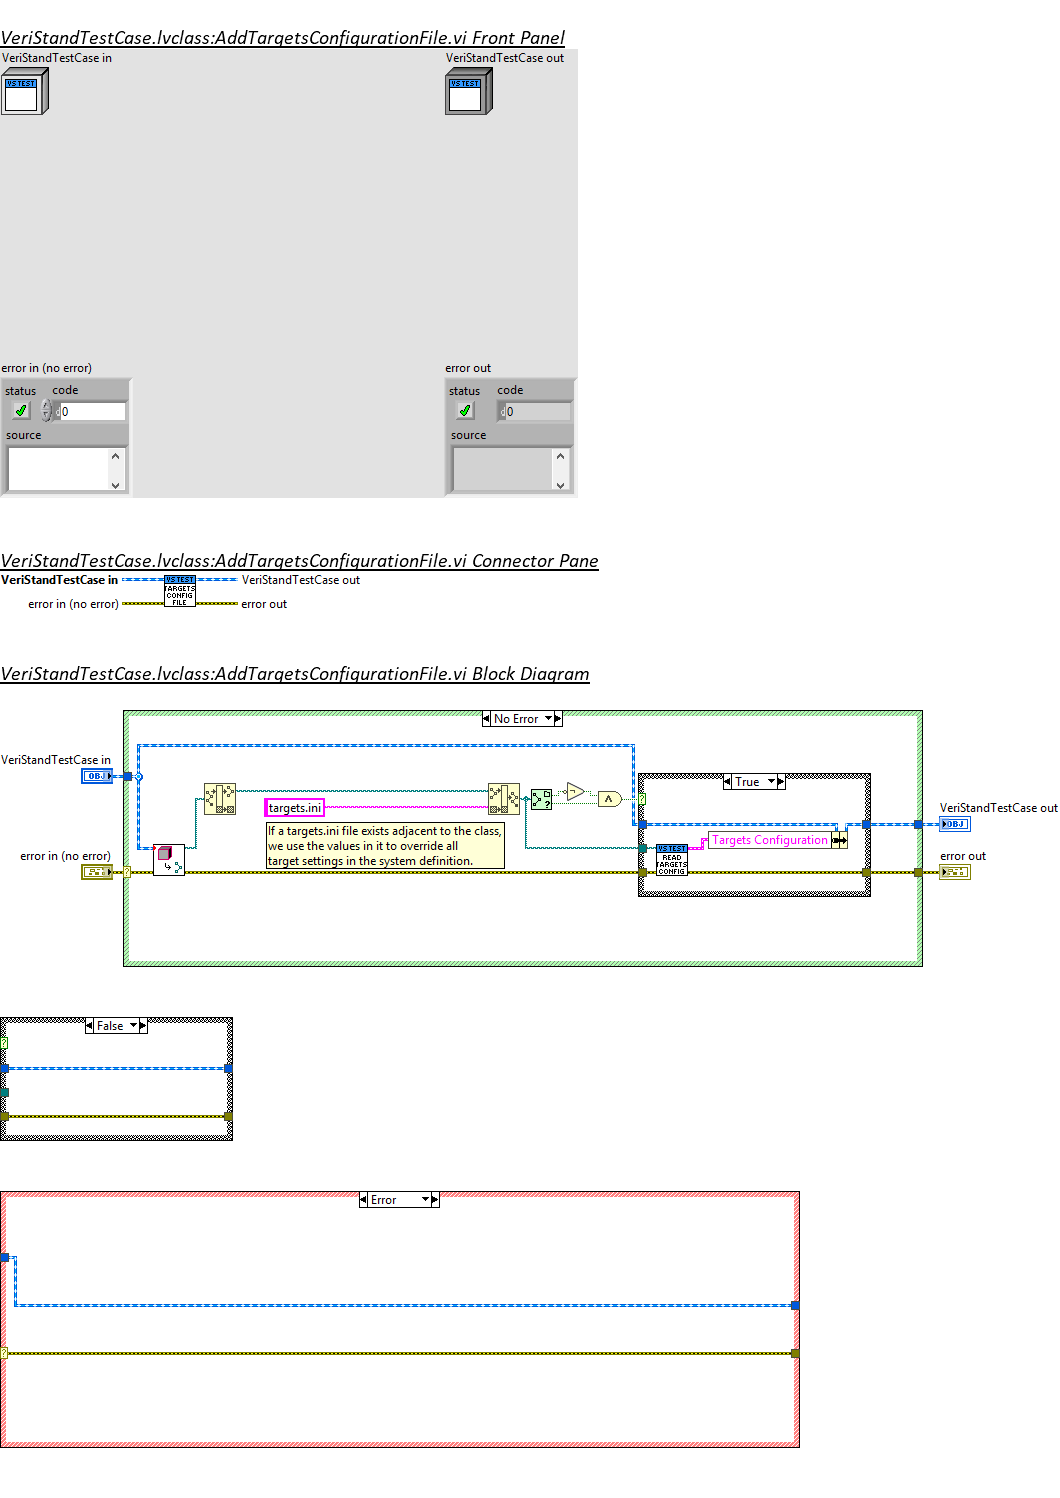 VeriStandTestCase.lvclass:AddTargetsConfigurationFile.vi Front Panel
VeriStandTestCase in
VeriStandTestCase out
VS TEST
VS TEST
error in (no error)
error out
status
code
status
code
d
0
d
0
source
source
VeriStandTestCase.lvclass:AddTargetsConfigurationFile.vi Connector Pane
VeriStandTestCase in
VS TEST
TARGETS
CONFIG
FILE
VeriStandTestCase out
error in (no error)
error out
VeriStandTestCase.lvclass:AddTargetsConfigurationFile.vi Block Diagram
No Error
VeriStandTestCase in
OBJ
True
targets.ini
If a targets.ini file exists adjacent to the class,
we use the values in it to override all
target settings in the system definition.
?
?
VeriStandTestCase out
OBJ
Targets Configuration
VS TEST
READ
TARGETS
CONFIG
error in (no error)
?
error out
False
?
Error
?